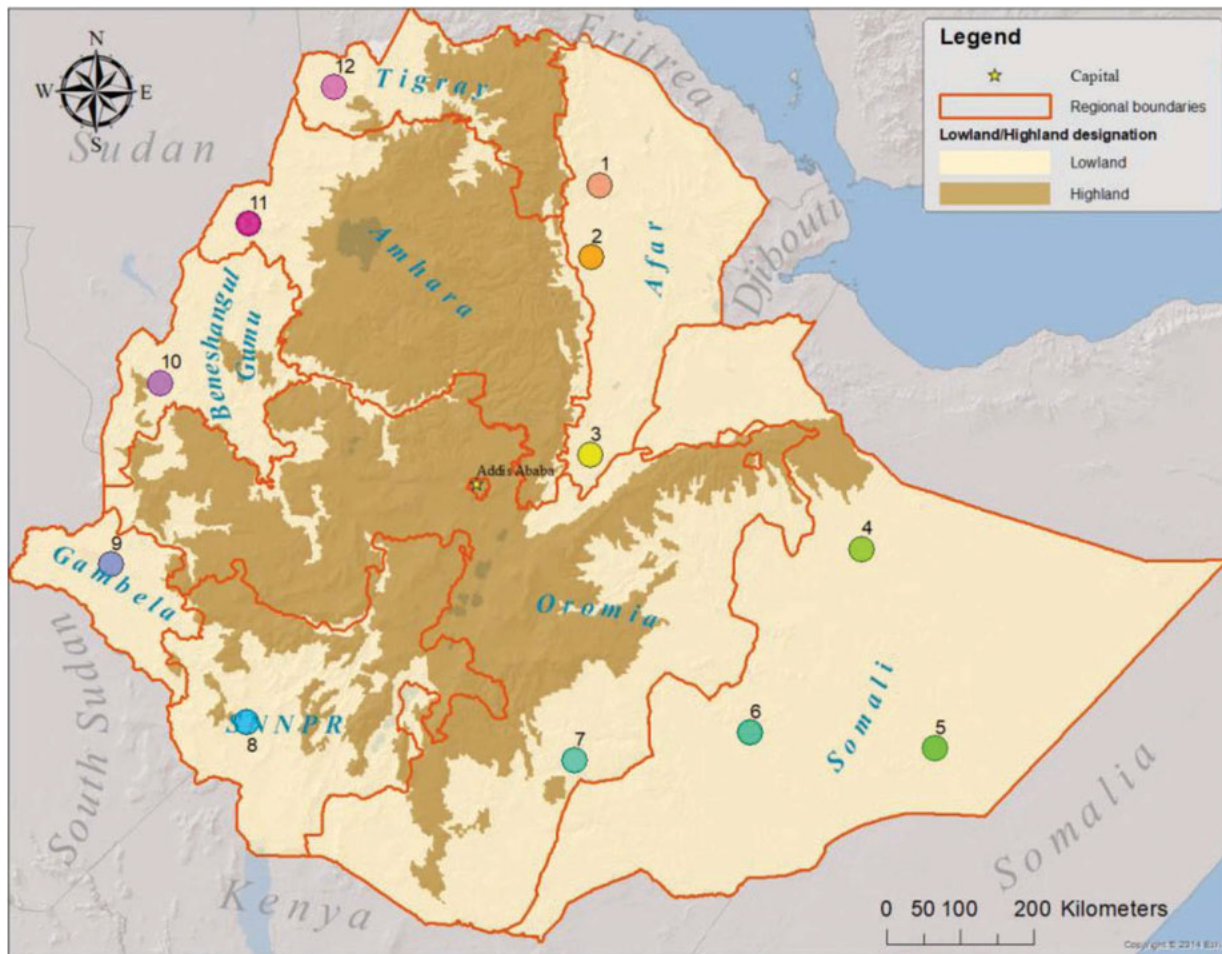 N
W E
S
Eritrea
Legend
Capital
Regional boundaries
Lowland/Highland designation
Lowland
Highland
12
Tigray
Sudan
1
11
2
Amhara
Afar
Djibouti
Beneshangul
Gamu
10
3
Addis Ababa
4
9
Gambela
Oromia
South Sudan
SNNPR
8
7
6
5
Somali
Somalia
Kenya
0 50 100 200 Kilometers